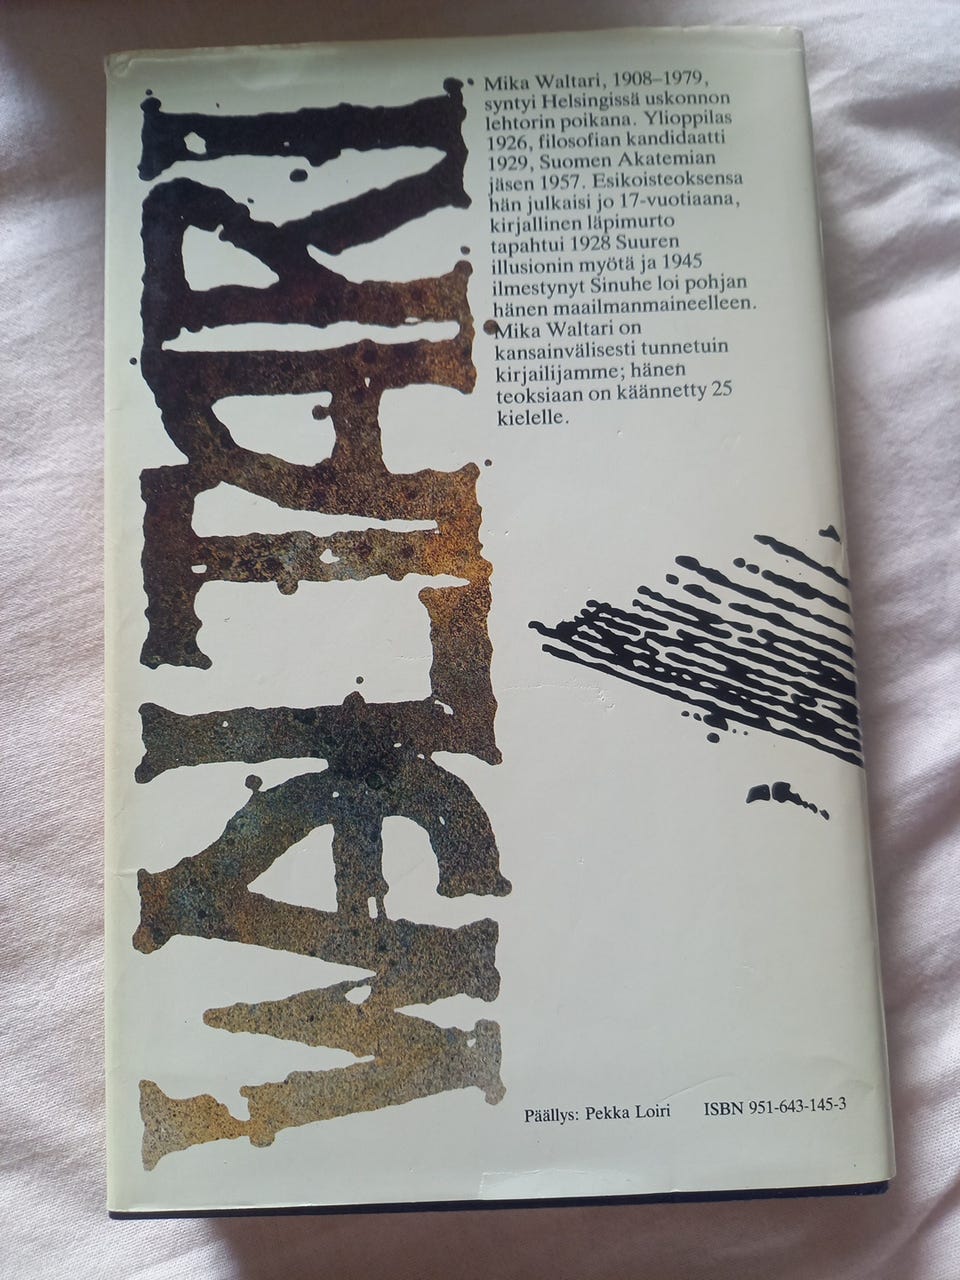 WALTARI
Mika Waltari, 1908–1979,
syntyi Helsingissä uskonnon
lehtorin poikana. Ylioppilas
1926, filosofian kandidaatti
1929, Suomen Akatemian
jäsen 1957. Esikoisteoksensa
hän julkaisi jo 17-vuotiaana,
kirjallinen läpimurto
tapahtui 1928 Suuren
illusionin myötä ja 1945
ilmestynyt Sinuhe loi pohjan
hänen maailmanmaineelleen.
Mika Waltari on
kansainvälisesti tunnetuin
kirjailijamme; hänen
teoksiaan on käännetty 25
kielelle.
Päällys: Pekka Loiri ISBN 951-643-145-3